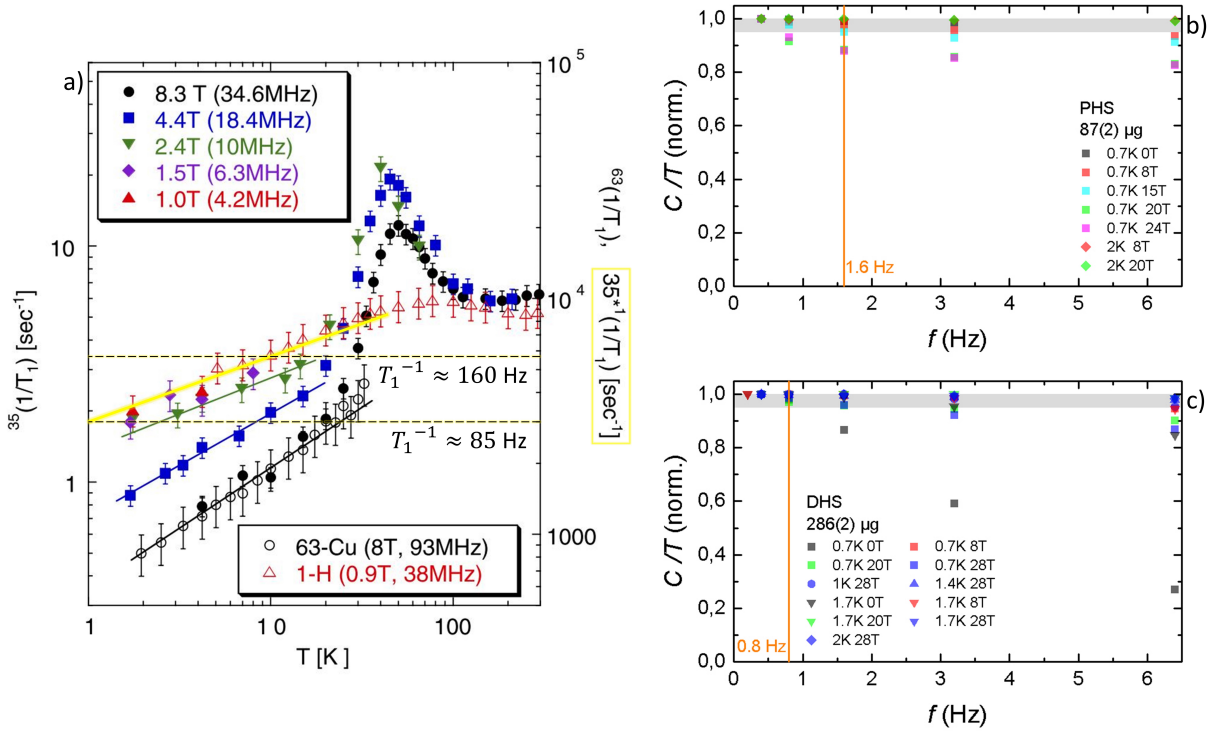 a)
8.3 T (34.6MHz)
4.4T (18.4MHz)
2.4T (10MHz)
1.5T (6.3MHz)
1.0T (4.2MHz)
10
1
³⁵(1/T₁) [sec⁻¹]
T₁⁻¹ ≈ 160 Hz
T₁⁻¹ ≈ 85 Hz
63-Cu (8T, 93MHz)
1-H (0.9T, 38MHz)
1 10 100
T [K]
10⁵
10⁴
1000
⁶³(1/T₁), 35*¹(1/T₁) [sec⁻¹]
b)
1,0
0,8
0,6
0,4
0,2
0,0
C/T (norm.)
PHS
87(2) µg
0.7K 0T
0.7K 8T
0.7K 15T
0.7K 20T
0.7K 24T
2K 8T
2K 20T
1.6 Hz
0 1 2 3 4 5 6
f (Hz)
c)
1,0
0,8
0,6
0,4
0,2
0,0
C/T (norm.)
DHS
286(2) µg
0.7K 0T 0.7K 8T
0.7K 20T 0.7K 28T
1K 28T 1.4K 28T
1.7K 0T 1.7K 8T
1.7K 20T 1.7K 28T
2K 28T
0.8 Hz
0 1 2 3 4 5 6
f (Hz)